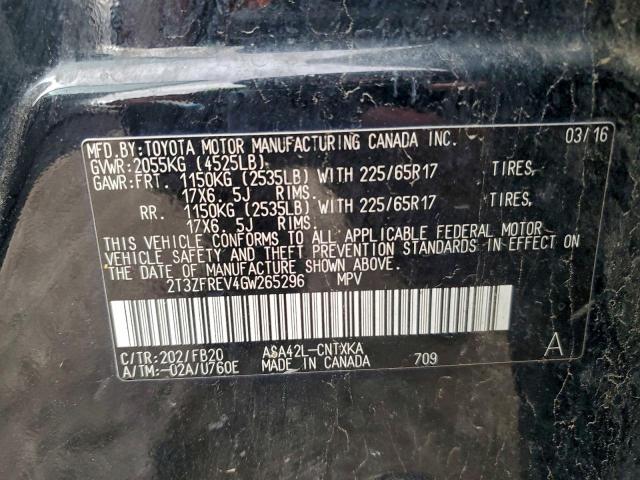 MFD.BY:TOYOTA MOTOR MANUFACTURING CANADA INC. 03/16
GVWR:2055KG (4525LB)
GAWR:FRT. 1150KG (2535LB) WITH 225/65R17 TIRES,
17X6.5J RIMS.
RR. 1150KG (2535LB) WITH 225/65R17 TIRES,
17X6.5J RIMS.
THIS VEHICLE CONFORMS TO ALL APPLICABLE FEDERAL MOTOR
VEHICLE SAFETY AND THEFT PREVENTION STANDARDS IN EFFECT ON
THE DATE OF MANUFACTURE SHOWN ABOVE.
2T3ZFREV4GW265296 MPV
C/TR:202/FB20 ASA42L-CNTXKA A
A/TM:-02A/U760E MADE IN CANADA 709